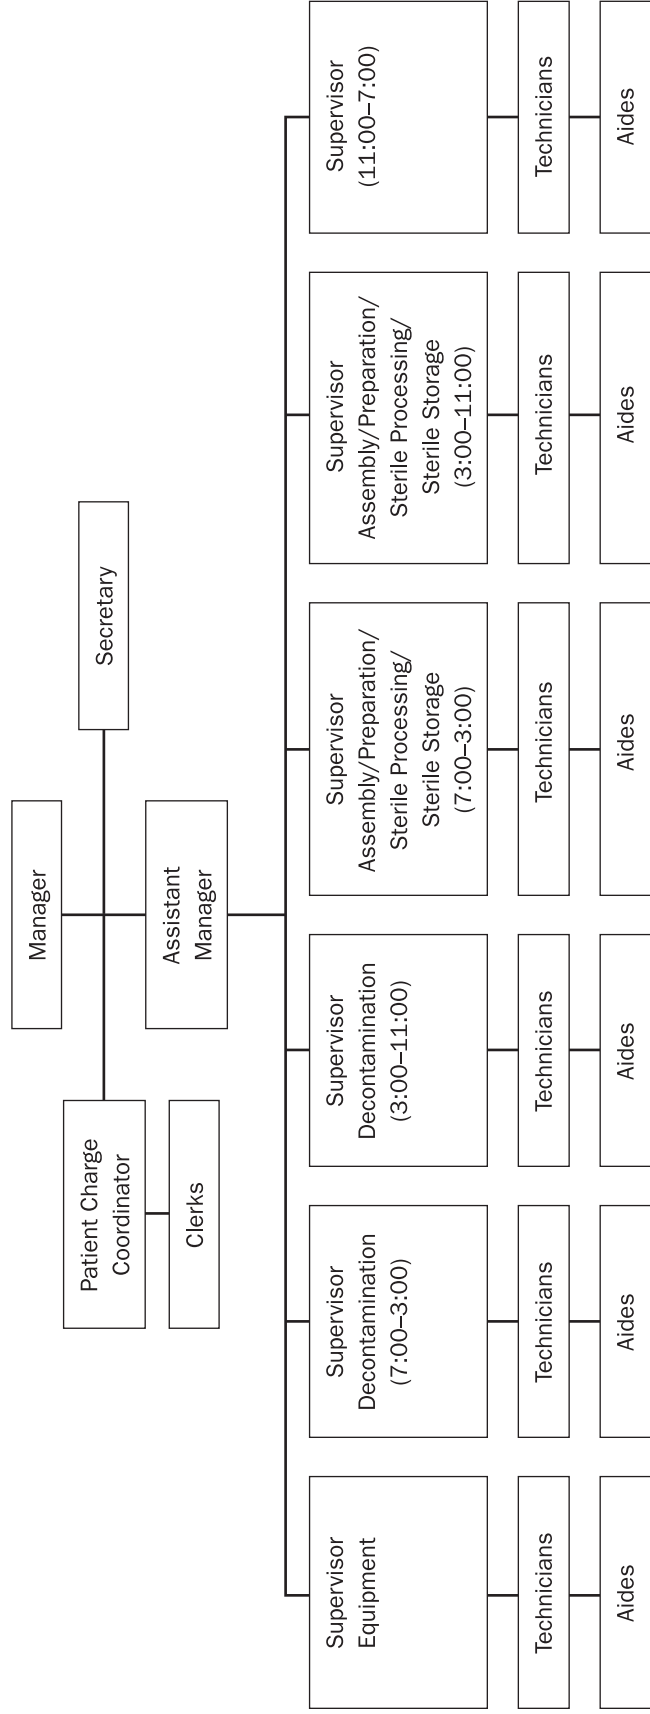 Manager
Patient Charge
Coordinator
Secretary
Clerks
Assistant
Manager
Supervisor
Equipment
Supervisor
Decontamination
(7:00–3:00)
Supervisor
Decontamination
(3:00–11:00)
Supervisor
Assembly/Preparation/
Sterile Processing/
Sterile Storage
(7:00–3:00)
Supervisor
Assembly/Preparation/
Sterile Processing/
Sterile Storage
(3:00–11:00)
Supervisor
(11:00–7:00)
Technicians
Technicians
Technicians
Technicians
Technicians
Technicians
Aides
Aides
Aides
Aides
Aides
Aides